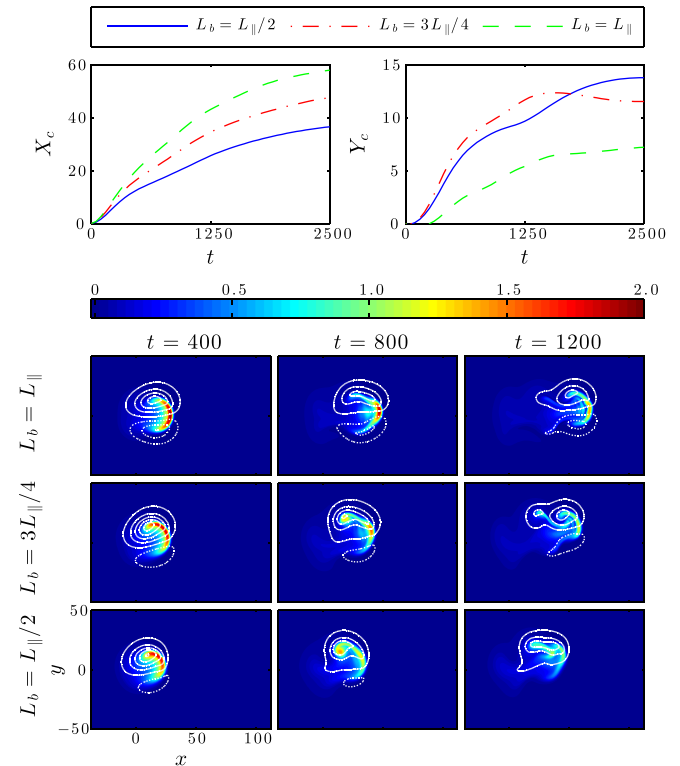 L_b = L_∥/2 L_b = 3L_∥/4 L_b = L_∥
60
40
20
0
X_c
0 1250 2500
t
15
10
5
0
Y_c
0 1250 2500
t
0 0.5 1.0 1.5 2.0
t = 400 t = 800 t = 1200
L_b = L_∥
L_b = 3L_∥/4
L_b = L_∥/2
50
0
−50
y
0 50 100
x